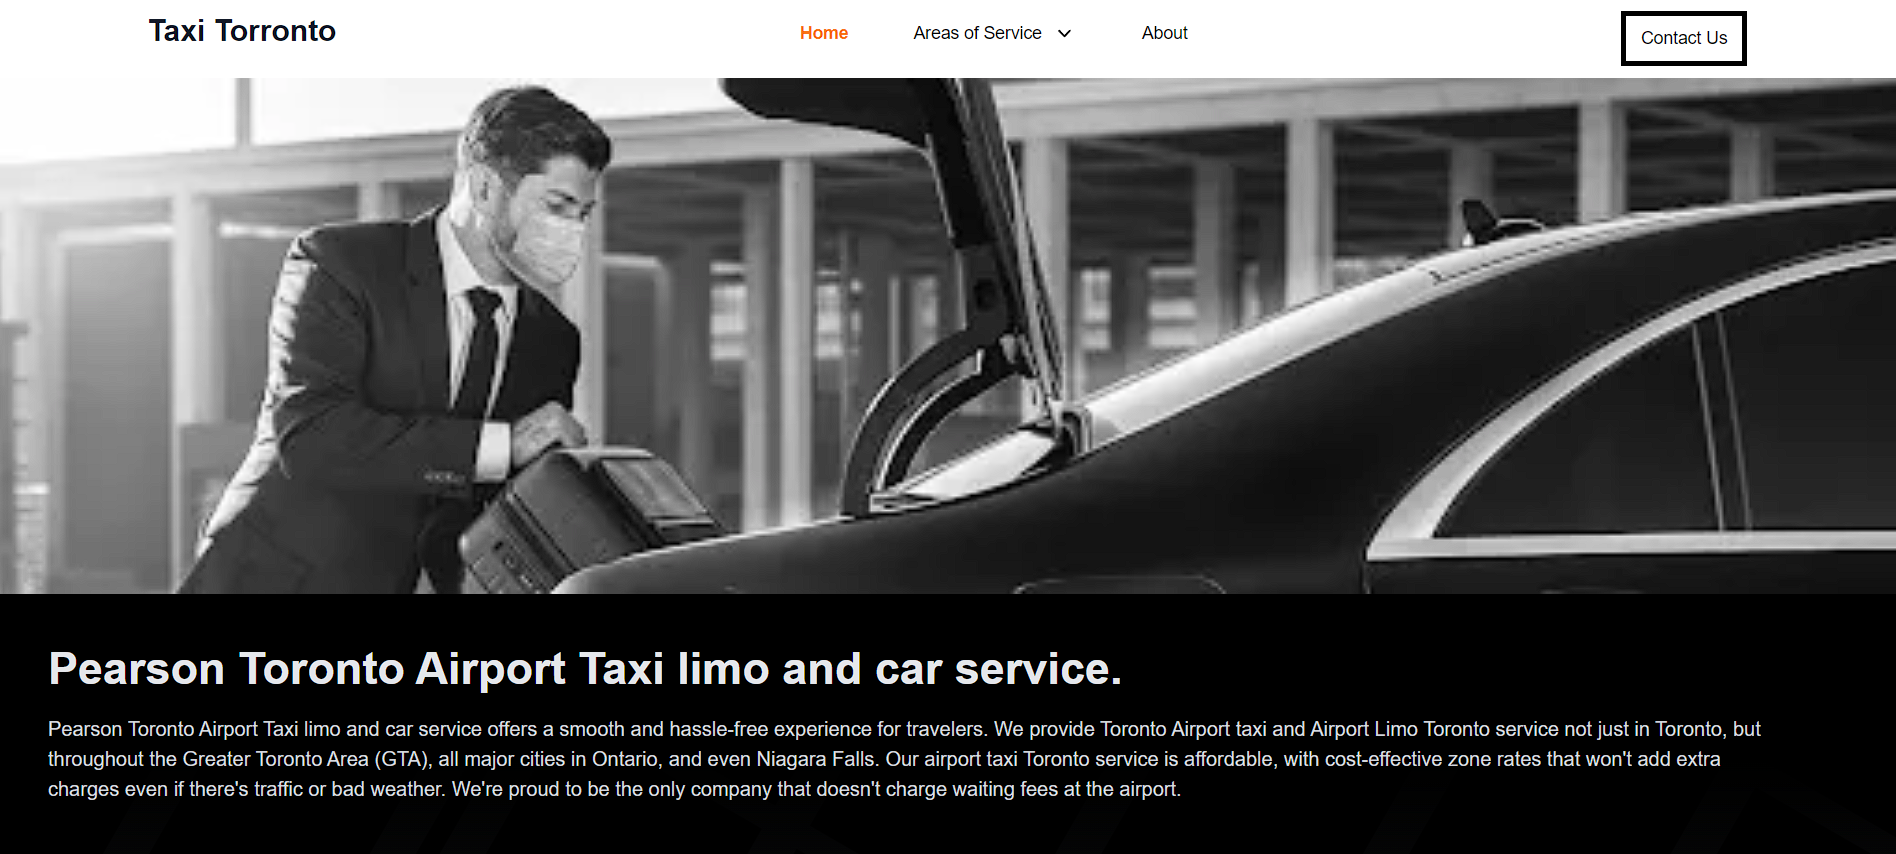 Taxi Torronto
Home
Areas of Service
About
Contact Us
Pearson Toronto Airport Taxi limo and car service.
Pearson Toronto Airport Taxi limo and car service offers a smooth and hassle-free experience for travelers. We provide Toronto Airport taxi and Airport Limo Toronto service not just in Toronto, but
throughout the Greater Toronto Area (GTA), all major cities in Ontario, and even Niagara Falls. Our airport taxi Toronto service is affordable, with cost-effective zone rates that won't add extra
charges even if there's traffic or bad weather. We're proud to be the only company that doesn't charge waiting fees at the airport.